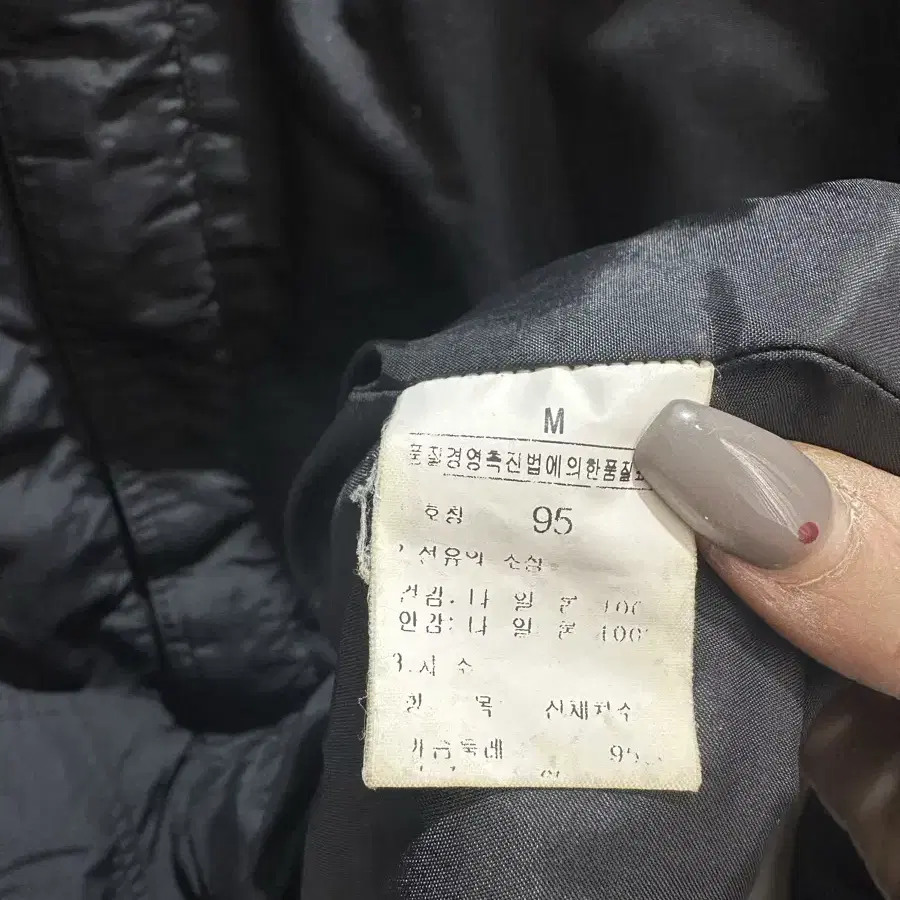 M
품질경영촉진법에의한품질표
호칭 95
섬유의
겉감: 나일론 100
안감: 나일론 100
3. 치수
항 목 신체치수
가슴둘레 95